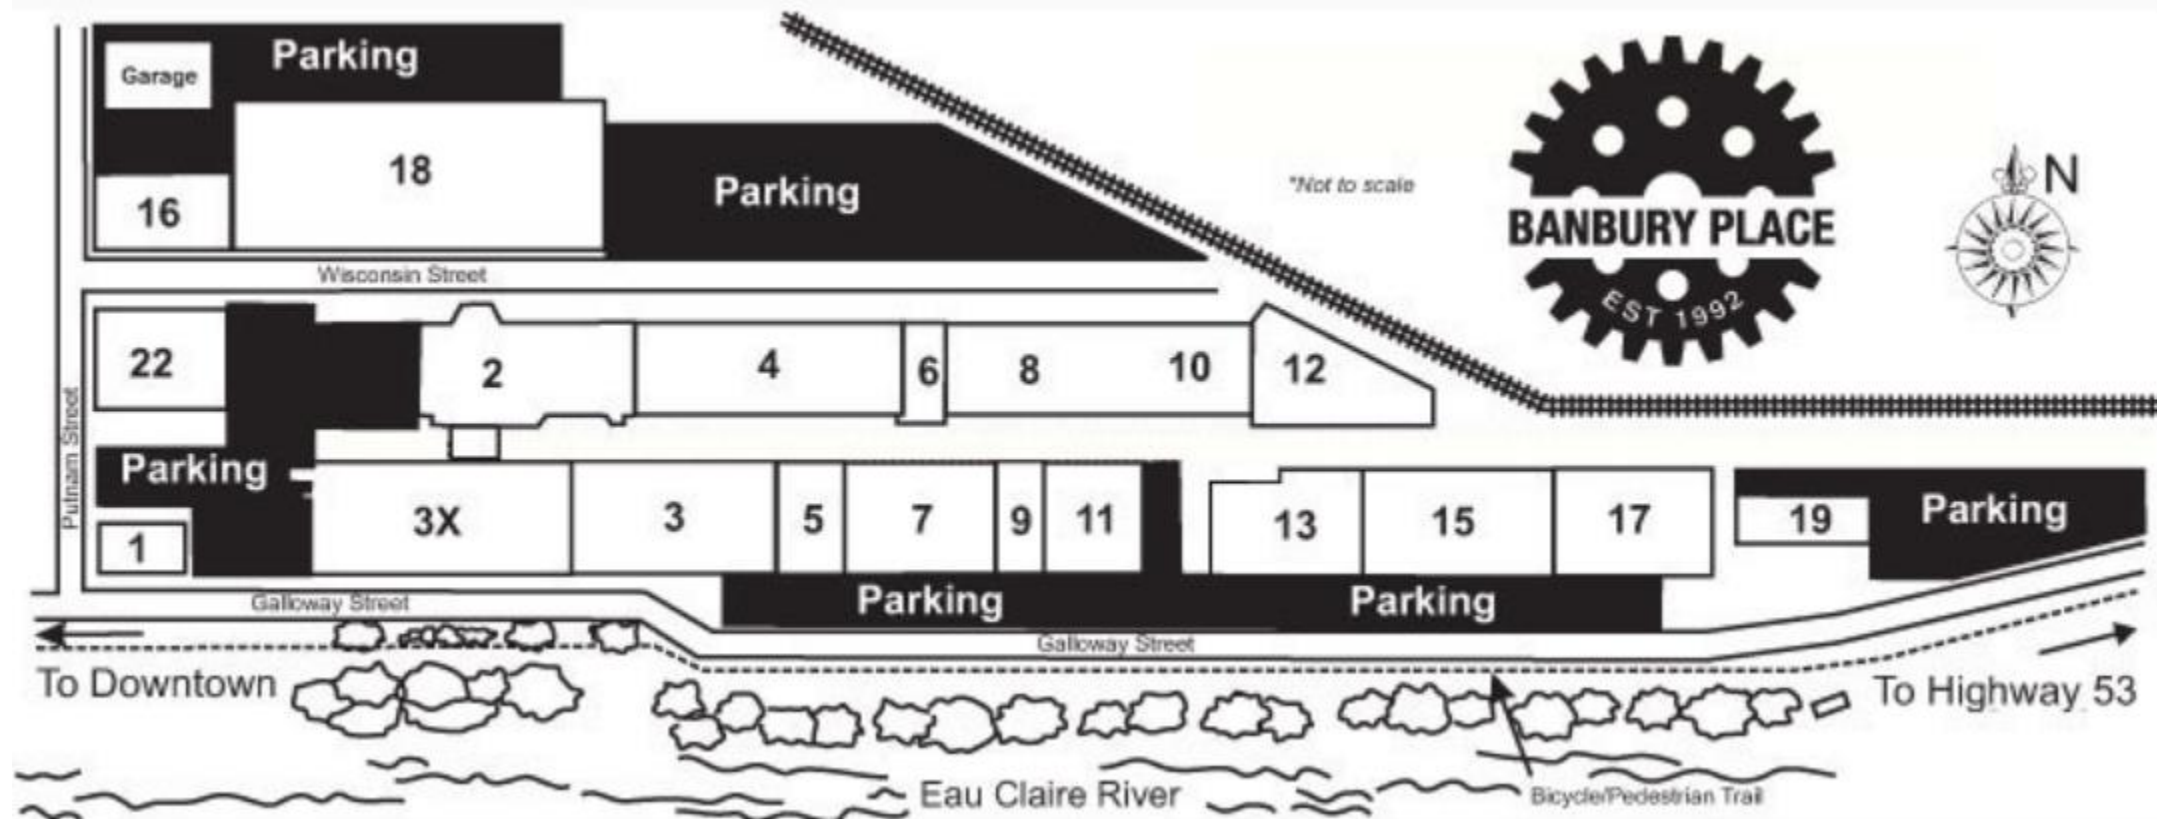 Parking
Garage
18
Parking
16
*Not to scale
BANBURY PLACE
EST 1992
N
Wisconsin Street
22
2
4
6
8
10
12
Putnam Street
Parking
1
3X
3
5
7
9
11
13
15
17
19
Parking
Parking
Parking
Galloway Street
Galloway Street
To Downtown
To Highway 53
Eau Claire River
Bicycle/Pedestrian Trail